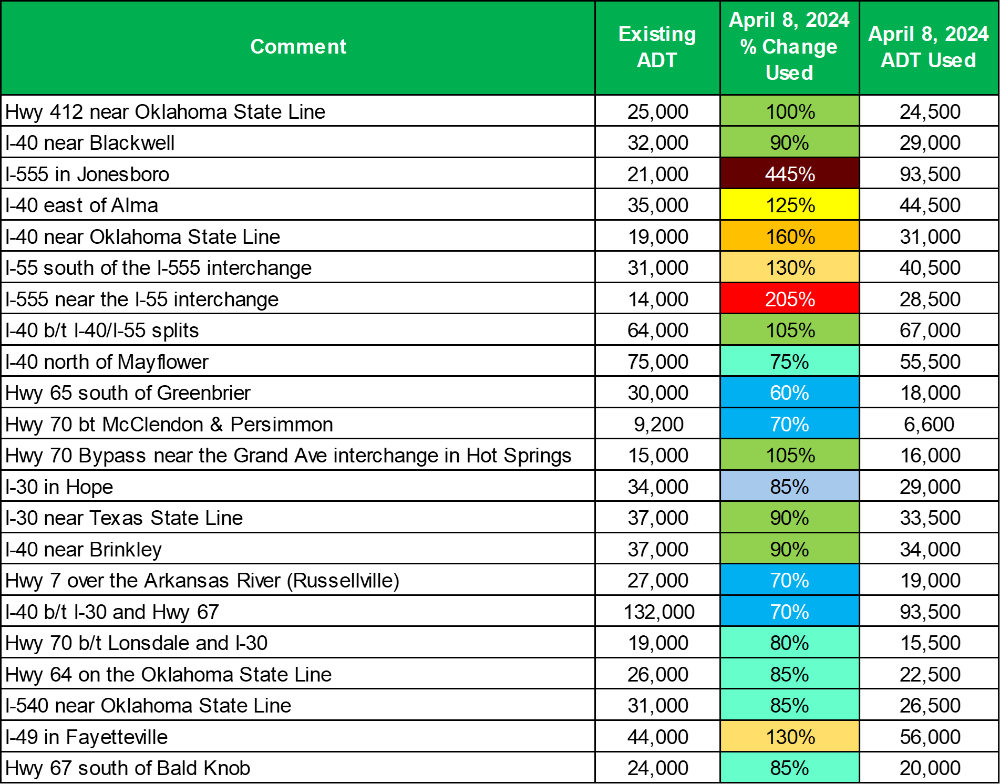 Comment Existing ADT April 8, 2024 % Change Used April 8, 2024 ADT Used
Hwy 412 near Oklahoma State Line 25,000 100% 24,500
I-40 near Blackwell 32,000 90% 29,000
I-555 in Jonesboro 21,000 445% 93,500
I-40 east of Alma 35,000 125% 44,500
I-40 near Oklahoma State Line 19,000 160% 31,000
I-55 south of the I-555 interchange 31,000 130% 40,500
I-555 near the I-55 interchange 14,000 205% 28,500
I-40 b/t I-40/I-55 splits 64,000 105% 67,000
I-40 north of Mayflower 75,000 75% 55,500
Hwy 65 south of Greenbrier 30,000 60% 18,000
Hwy 70 bt McClendon & Persimmon 9,200 70% 6,600
Hwy 70 Bypass near the Grand Ave interchange in Hot Springs 15,000 105% 16,000
I-30 in Hope 34,000 85% 29,000
I-30 near Texas State Line 37,000 90% 33,500
I-40 near Brinkley 37,000 90% 34,000
Hwy 7 over the Arkansas River (Russellville) 27,000 70% 19,000
I-40 b/t I-30 and Hwy 67 132,000 70% 93,500
Hwy 70 b/t Lonsdale and I-30 19,000 80% 15,500
Hwy 64 on the Oklahoma State Line 26,000 85% 22,500
I-540 near Oklahoma State Line 31,000 85% 26,500
I-49 in Fayetteville 44,000 130% 56,000
Hwy 67 south of Bald Knob 24,000 85% 20,000